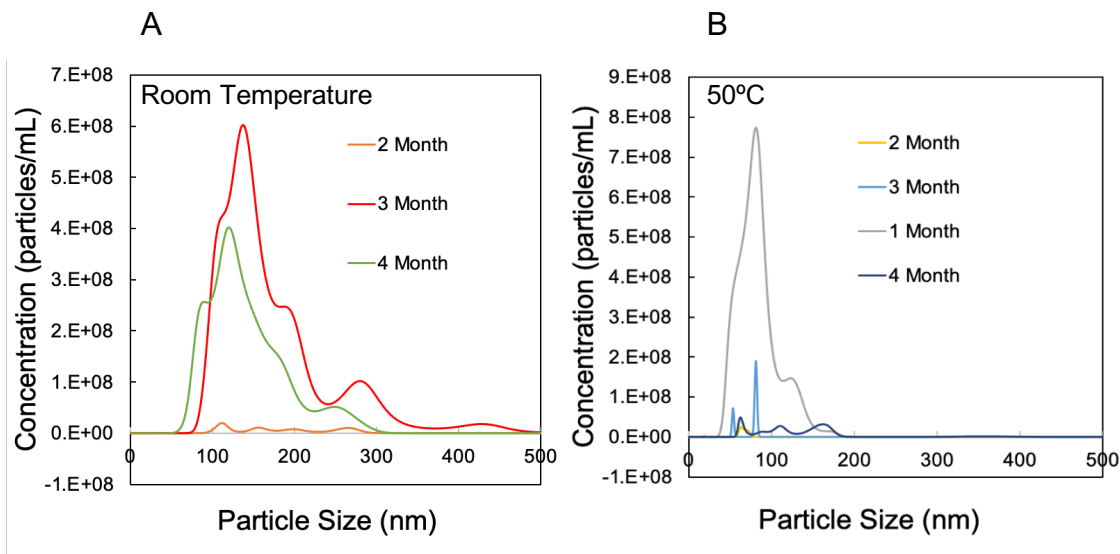 A
Room Temperature
7.E+08
6.E+08
5.E+08
4.E+08
3.E+08
2.E+08
1.E+08
0.E+00
-1.E+08
Concentration (particles/mL)
2 Month
3 Month
4 Month
0
100
200
300
400
500
Particle Size (nm)
B
50ºC
9.E+08
8.E+08
7.E+08
6.E+08
5.E+08
4.E+08
3.E+08
2.E+08
1.E+08
0.E+00
-1.E+08
Concentration (particles/mL)
2 Month
3 Month
1 Month
4 Month
0
100
200
300
400
500
Particle Size (nm)